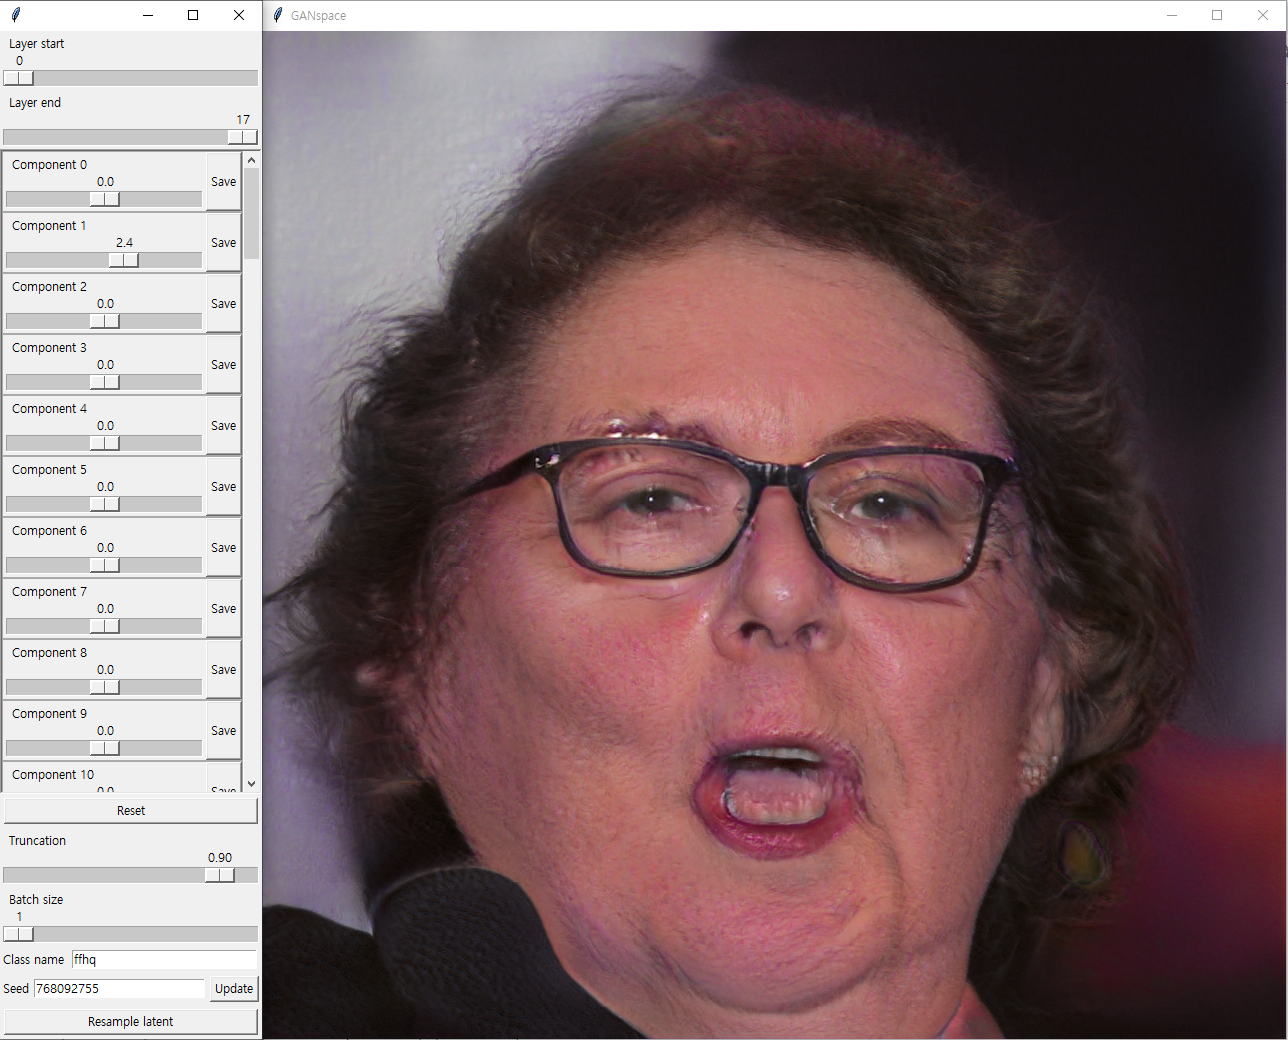 GANspace
Layer start
0
Layer end
17
Component 0
0.0
Save
Component 1
2.4
Save
Component 2
0.0
Save
Component 3
0.0
Save
Component 4
0.0
Save
Component 5
0.0
Save
Component 6
0.0
Save
Component 7
0.0
Save
Component 8
0.0
Save
Component 9
0.0
Save
Component 10
0.0
Save
Reset
Truncation
0.90
Batch size
1
Class name ffhq
Seed 768092755 Update
Resample latent